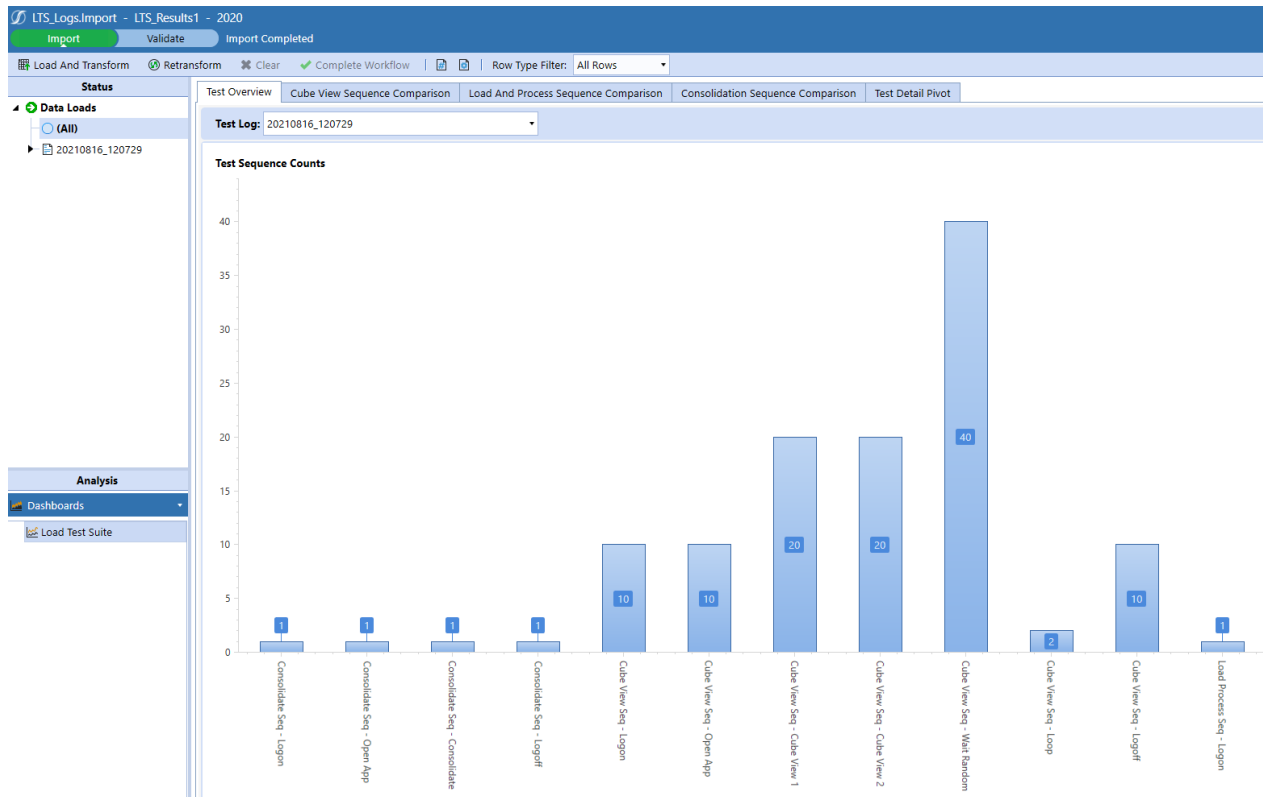 LTS_Logs.Import - LTS_Results1 - 2020
Import Validate Import Completed
Load And Transform Retransform Clear Complete Workflow Row Type Filter: All Rows
Status
Data Loads
(All)
20210816_120729
Analysis
Dashboards
Load Test Suite
Test Overview Cube View Sequence Comparison Load And Process Sequence Comparison Consolidation Sequence Comparison Test Detail Pivot
Test Log: 20210816_120729
Test Sequence Counts
40
35
30
25
20
15
10
5
0
1
1
1
1
10
10
20
20
40
2
10
1
Consolidate Seq - Logon
Consolidate Seq - Open App
Consolidate Seq - Consolidate
Consolidate Seq - Logoff
Cube View Seq - Logon
Cube View Seq - Open App
Cube View Seq - Cube View 1
Cube View Seq - Cube View 2
Cube View Seq - Wait Random
Cube View Seq - Loop
Cube View Seq - Logoff
Load Process Seq - Logon